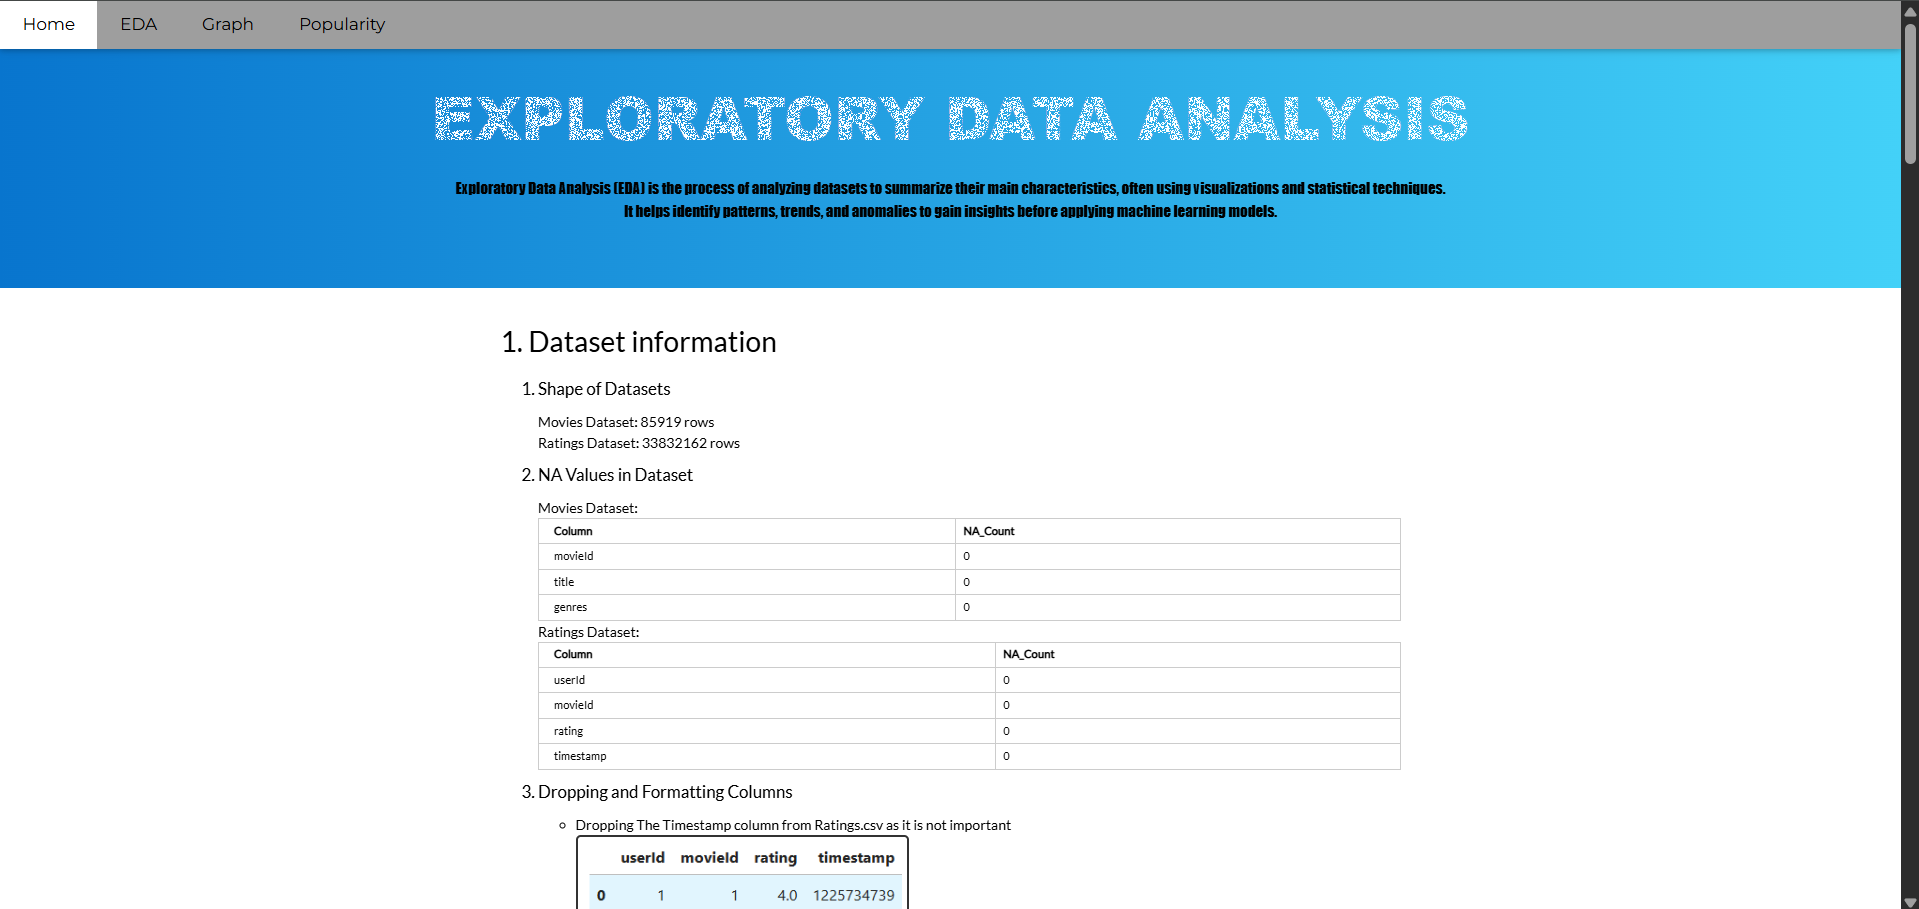 Home EDA Graph Popularity
EXPLORATORY DATA ANALYSIS
Exploratory Data Analysis (EDA) is the process of analyzing datasets to summarize their main characteristics, often using visualizations and statistical techniques.
It helps identify patterns, trends, and anomalies to gain insights before applying machine learning models.
1. Dataset information
1. Shape of Datasets
Movies Dataset: 85919 rows
Ratings Dataset: 33832162 rows
2. NA Values in Dataset
Movies Dataset:
Column NA_Count
movieId 0
title 0
genres 0
Ratings Dataset:
Column NA_Count
userId 0
movieId 0
rating 0
timestamp 0
3. Dropping and Formatting Columns
Dropping The Timestamp column from Ratings.csv as it is not important
userId movieId rating timestamp
0 1 1 4.0 1225734739